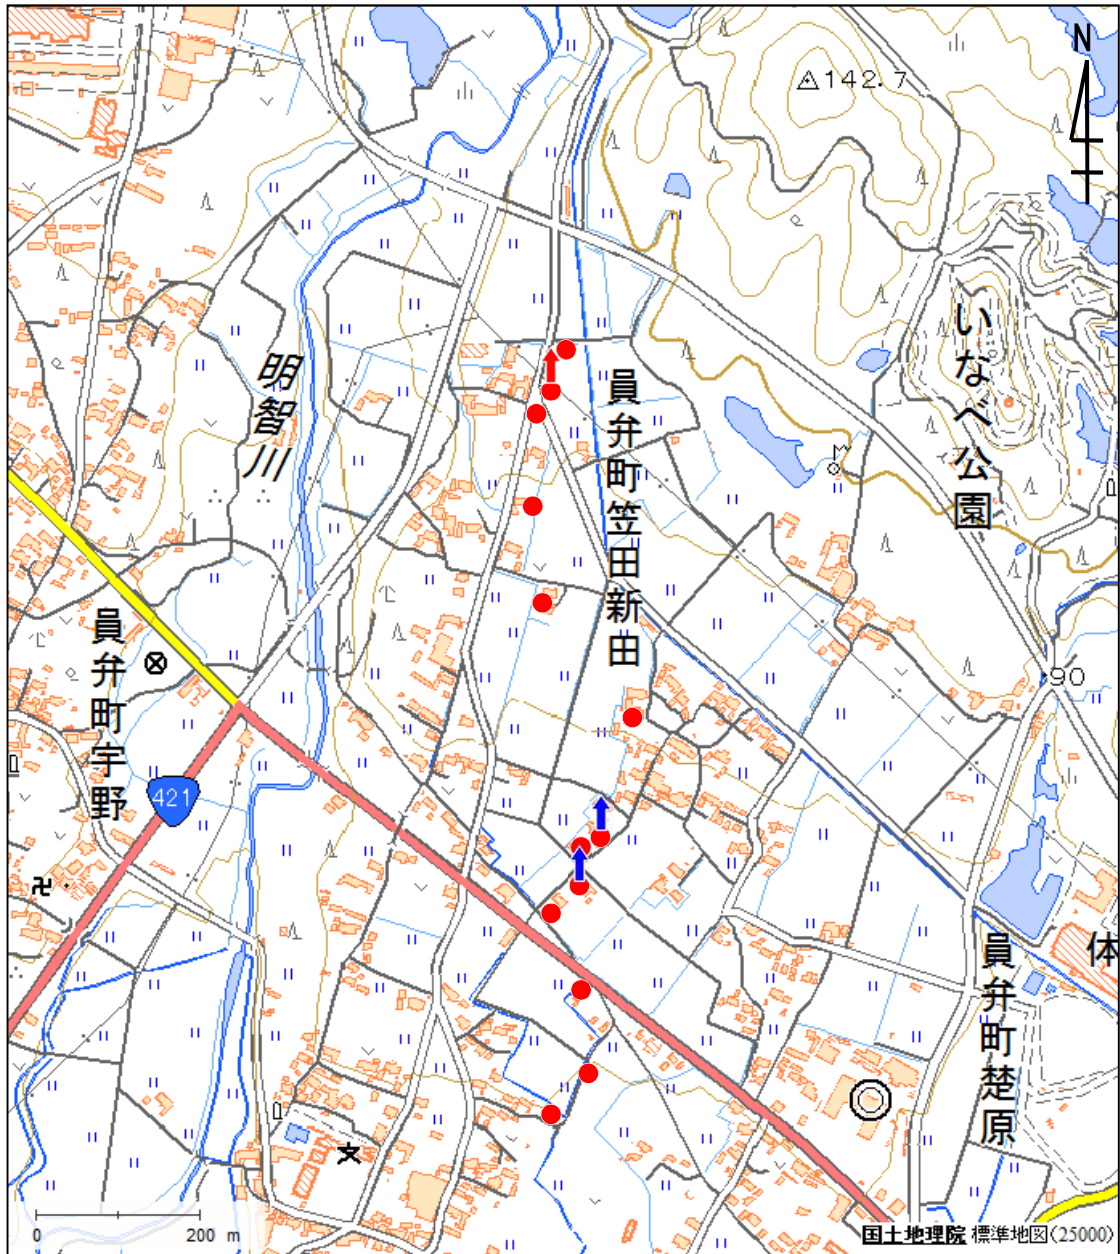 N
142.7
いなべ公園
明智川
員弁町笠田新田
員弁町宇野
90
421
体
員弁町楚原
0 200 m
国土地理院 標準地図(25000)